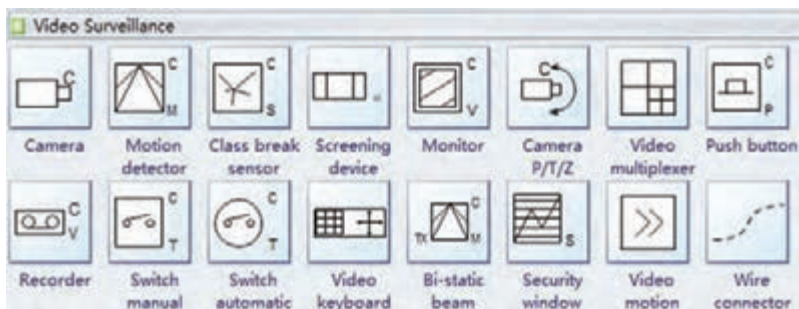 Video Surveillance
C
C
M
C
S
C
V
C
C
P
Camera Motion Class break Screening Monitor Camera Video Push button
detector sensor device P/T/Z multiplexer
C
V
C
T
C
T
TX
C
M
S
Recorder Switch Switch Video Bi-static Security Video Wire
manual automatic keyboard beam window motion connector